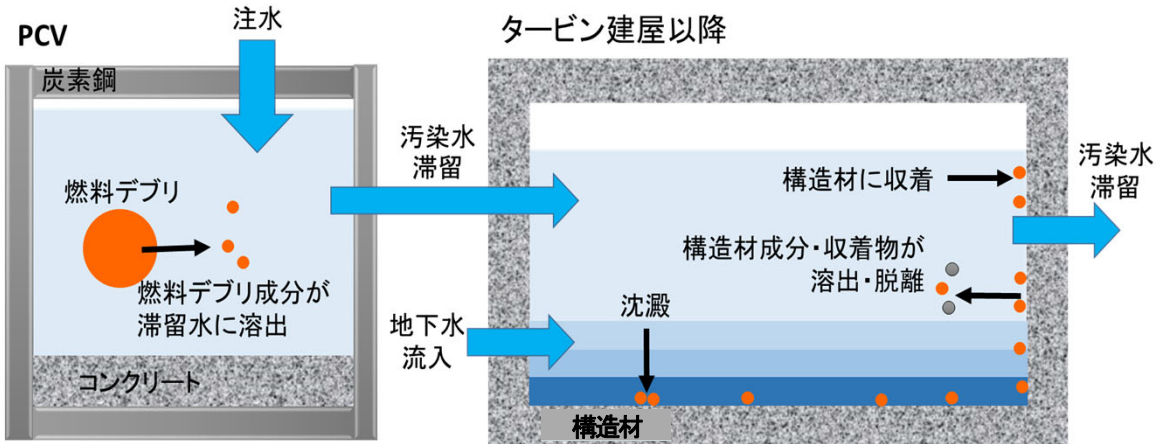 PCV
注水
炭素鋼
燃料デブリ
燃料デブリ成分が
滞留水に溶出
コンクリート
汚染水
滞留
地下水
流入
タービン建屋以降
構造材に収着
構造材成分・収着物が
溶出・脱離
沈澱
構造材
汚染水
滞留